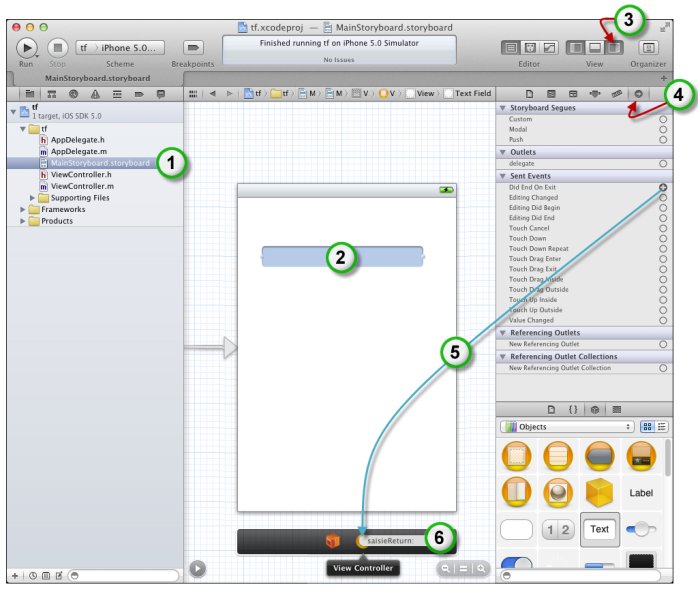 tf.xcodeproj — MainStoryboard.storyboard
3
tf iPhone 5.0...
Finished running tf on iPhone 5.0 Simulator
No Issues
Run Stop Scheme Breakpoints Editor View Organizer
MainStoryboard.storyboard
tf tf M M V V View Text Field
4
tf
1 target, iOS SDK 5.0
tf
AppDelegate.h
AppDelegate.m
MainStoryboard.storyboard
1
ViewController.h
ViewController.m
Supporting Files
Frameworks
Products
2
5
Storyboard Segues
Custom
Modal
Push
Outlets
delegate
Sent Events
Did End On Exit
Editing Changed
Editing Did Begin
Editing Did End
Touch Cancel
Touch Down
Touch Down Repeat
Touch Drag Enter
Touch Drag Exit
Touch Drag Inside
Touch Drag Outside
Touch Up Inside
Touch Up Outside
Value Changed
Referencing Outlets
New Referencing Outlet
Referencing Outlet Collections
New Referencing Outlet Collection
{}
Objects
Label
1 2 Text
saisieReturn:
6
View Controller